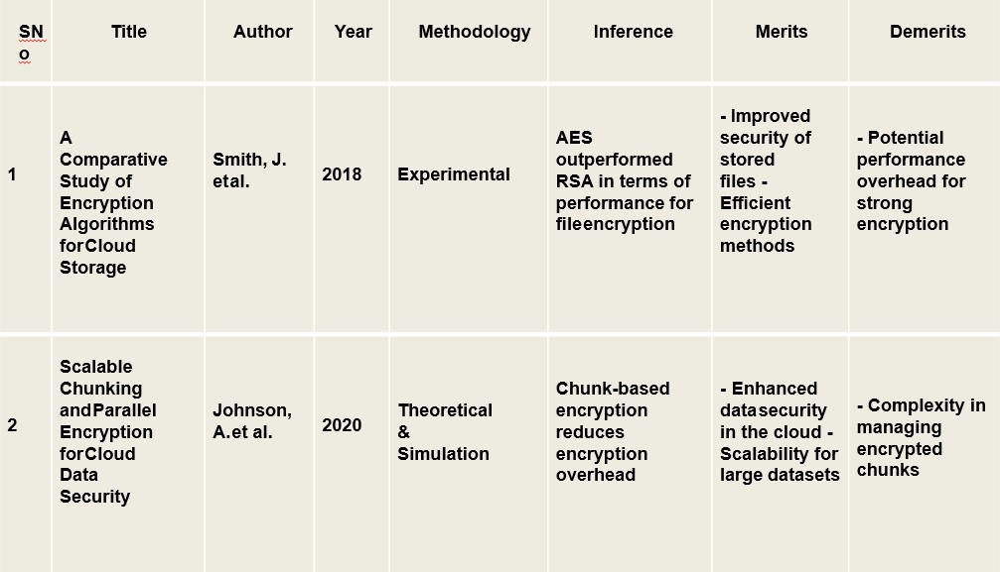 SN
o
Title
Author
Year
Methodology
Inference
Merits
Demerits
1
A
Comparative
Study of
Encryption
Algorithms
forCloud
Storage
Smith, J.
etal.
2018
Experimental
AES
outperformed
RSA in terms of
performance for
fileencryption
- Improved
security of
stored
files -
Efficient
encryption
methods
- Potential
performance
overhead for
strong
encryption
2
Scalable
Chunking
andParallel
Encryption
forCloud
Data
Security
Johnson,
A.et al.
2020
Theoretical
&
Simulation
Chunk-based
encryption
reduces
encryption
overhead
- Enhanced
datasecurity
in the cloud -
Scalability for
large datasets
- Complexity in
managing
encrypted
chunks